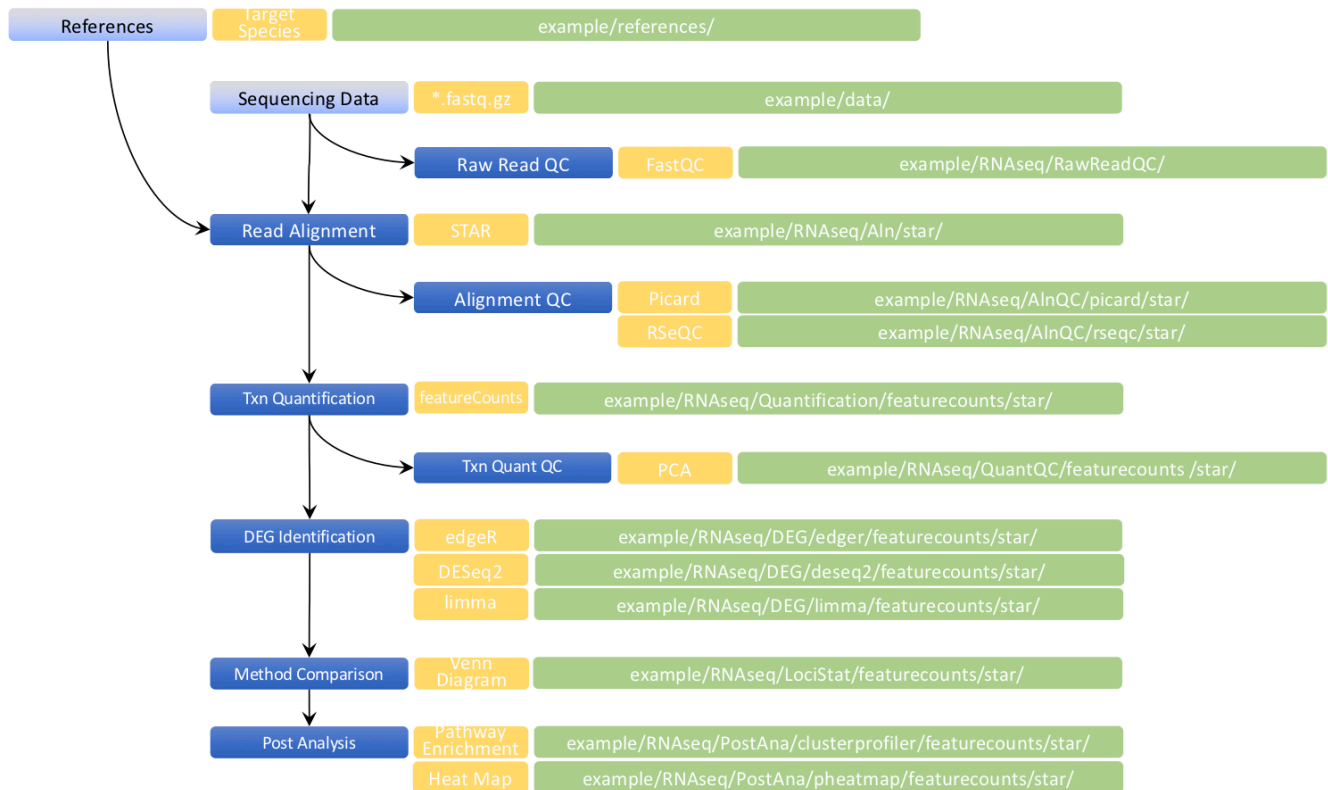 References
Target
Species
example/references/
Sequencing Data
*.fastq.gz
example/data/
Raw Read QC
FastQC
example/RNAseq/RawReadQC/
Read Alignment
STAR
example/RNAseq/Aln/star/
Alignment QC
Picard
example/RNAseq/AlnQC/picard/star/
RSeQC
example/RNAseq/AlnQC/rseqc/star/
Txn Quantification
featureCounts
example/RNAseq/Quantification/featurecounts/star/
Txn Quant QC
PCA
example/RNAseq/QuantQC/featurecounts /star/
DEG Identification
edgeR
example/RNAseq/DEG/edger/featurecounts/star/
DESeq2
example/RNAseq/DEG/deseq2/featurecounts/star/
limma
example/RNAseq/DEG/limma/featurecounts/star/
Method Comparison
Venn
Diagram
example/RNAseq/LociStat/featurecounts/star/
Post Analysis
Pathway
Enrichment
example/RNAseq/PostAna/clusterprofiler/featurecounts/star/
Heat Map
example/RNAseq/PostAna/pheatmap/featurecounts/star/